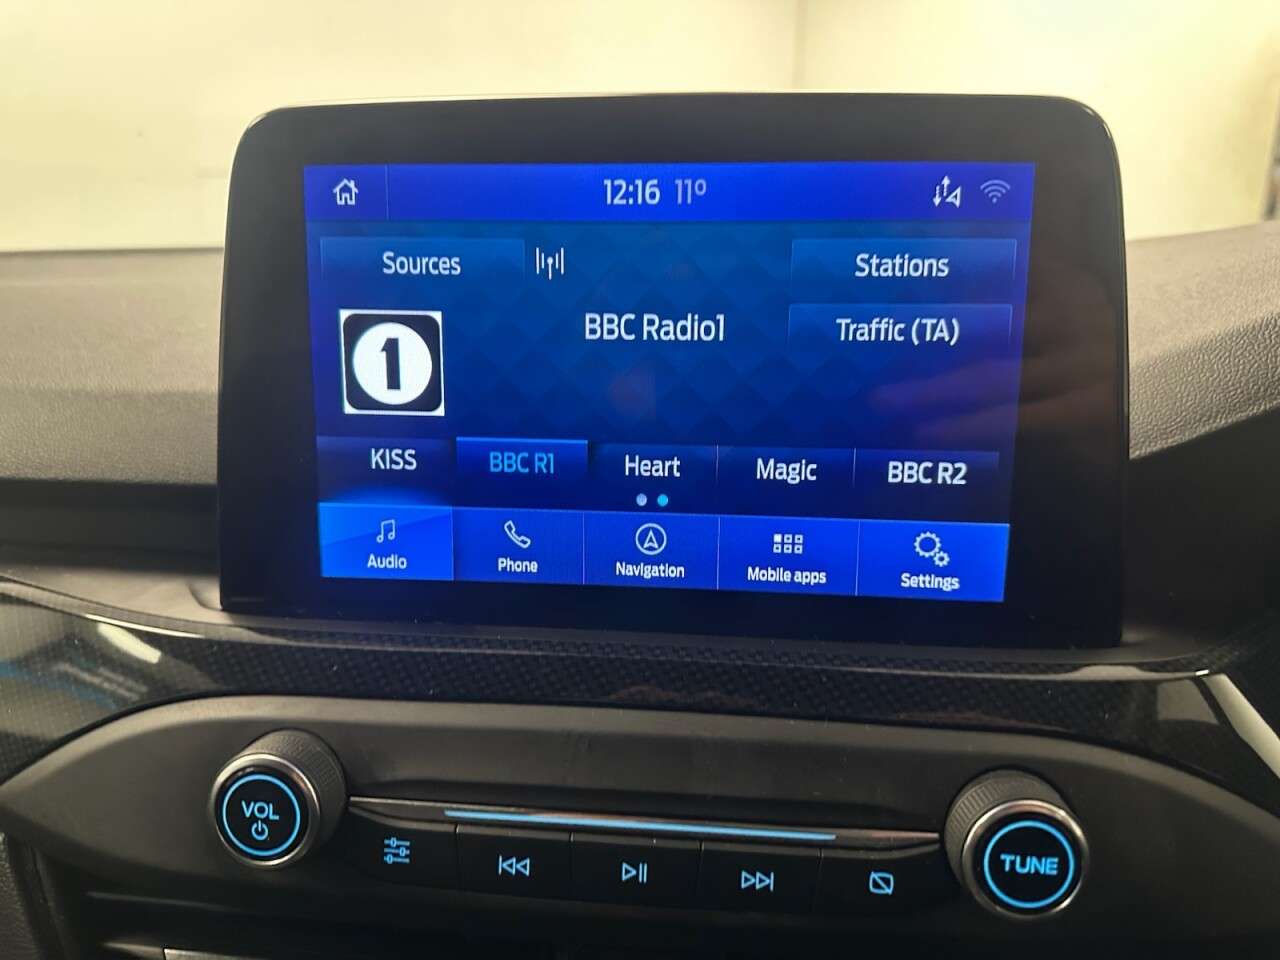 12:16 11°
Sources
Stations
BBC Radio1
Traffic (TA)
1
KISS
BBC R1
Heart
Magic
BBC R2
Audio
Phone
Navigation
Mobile apps
Settings
VOL
TUNE